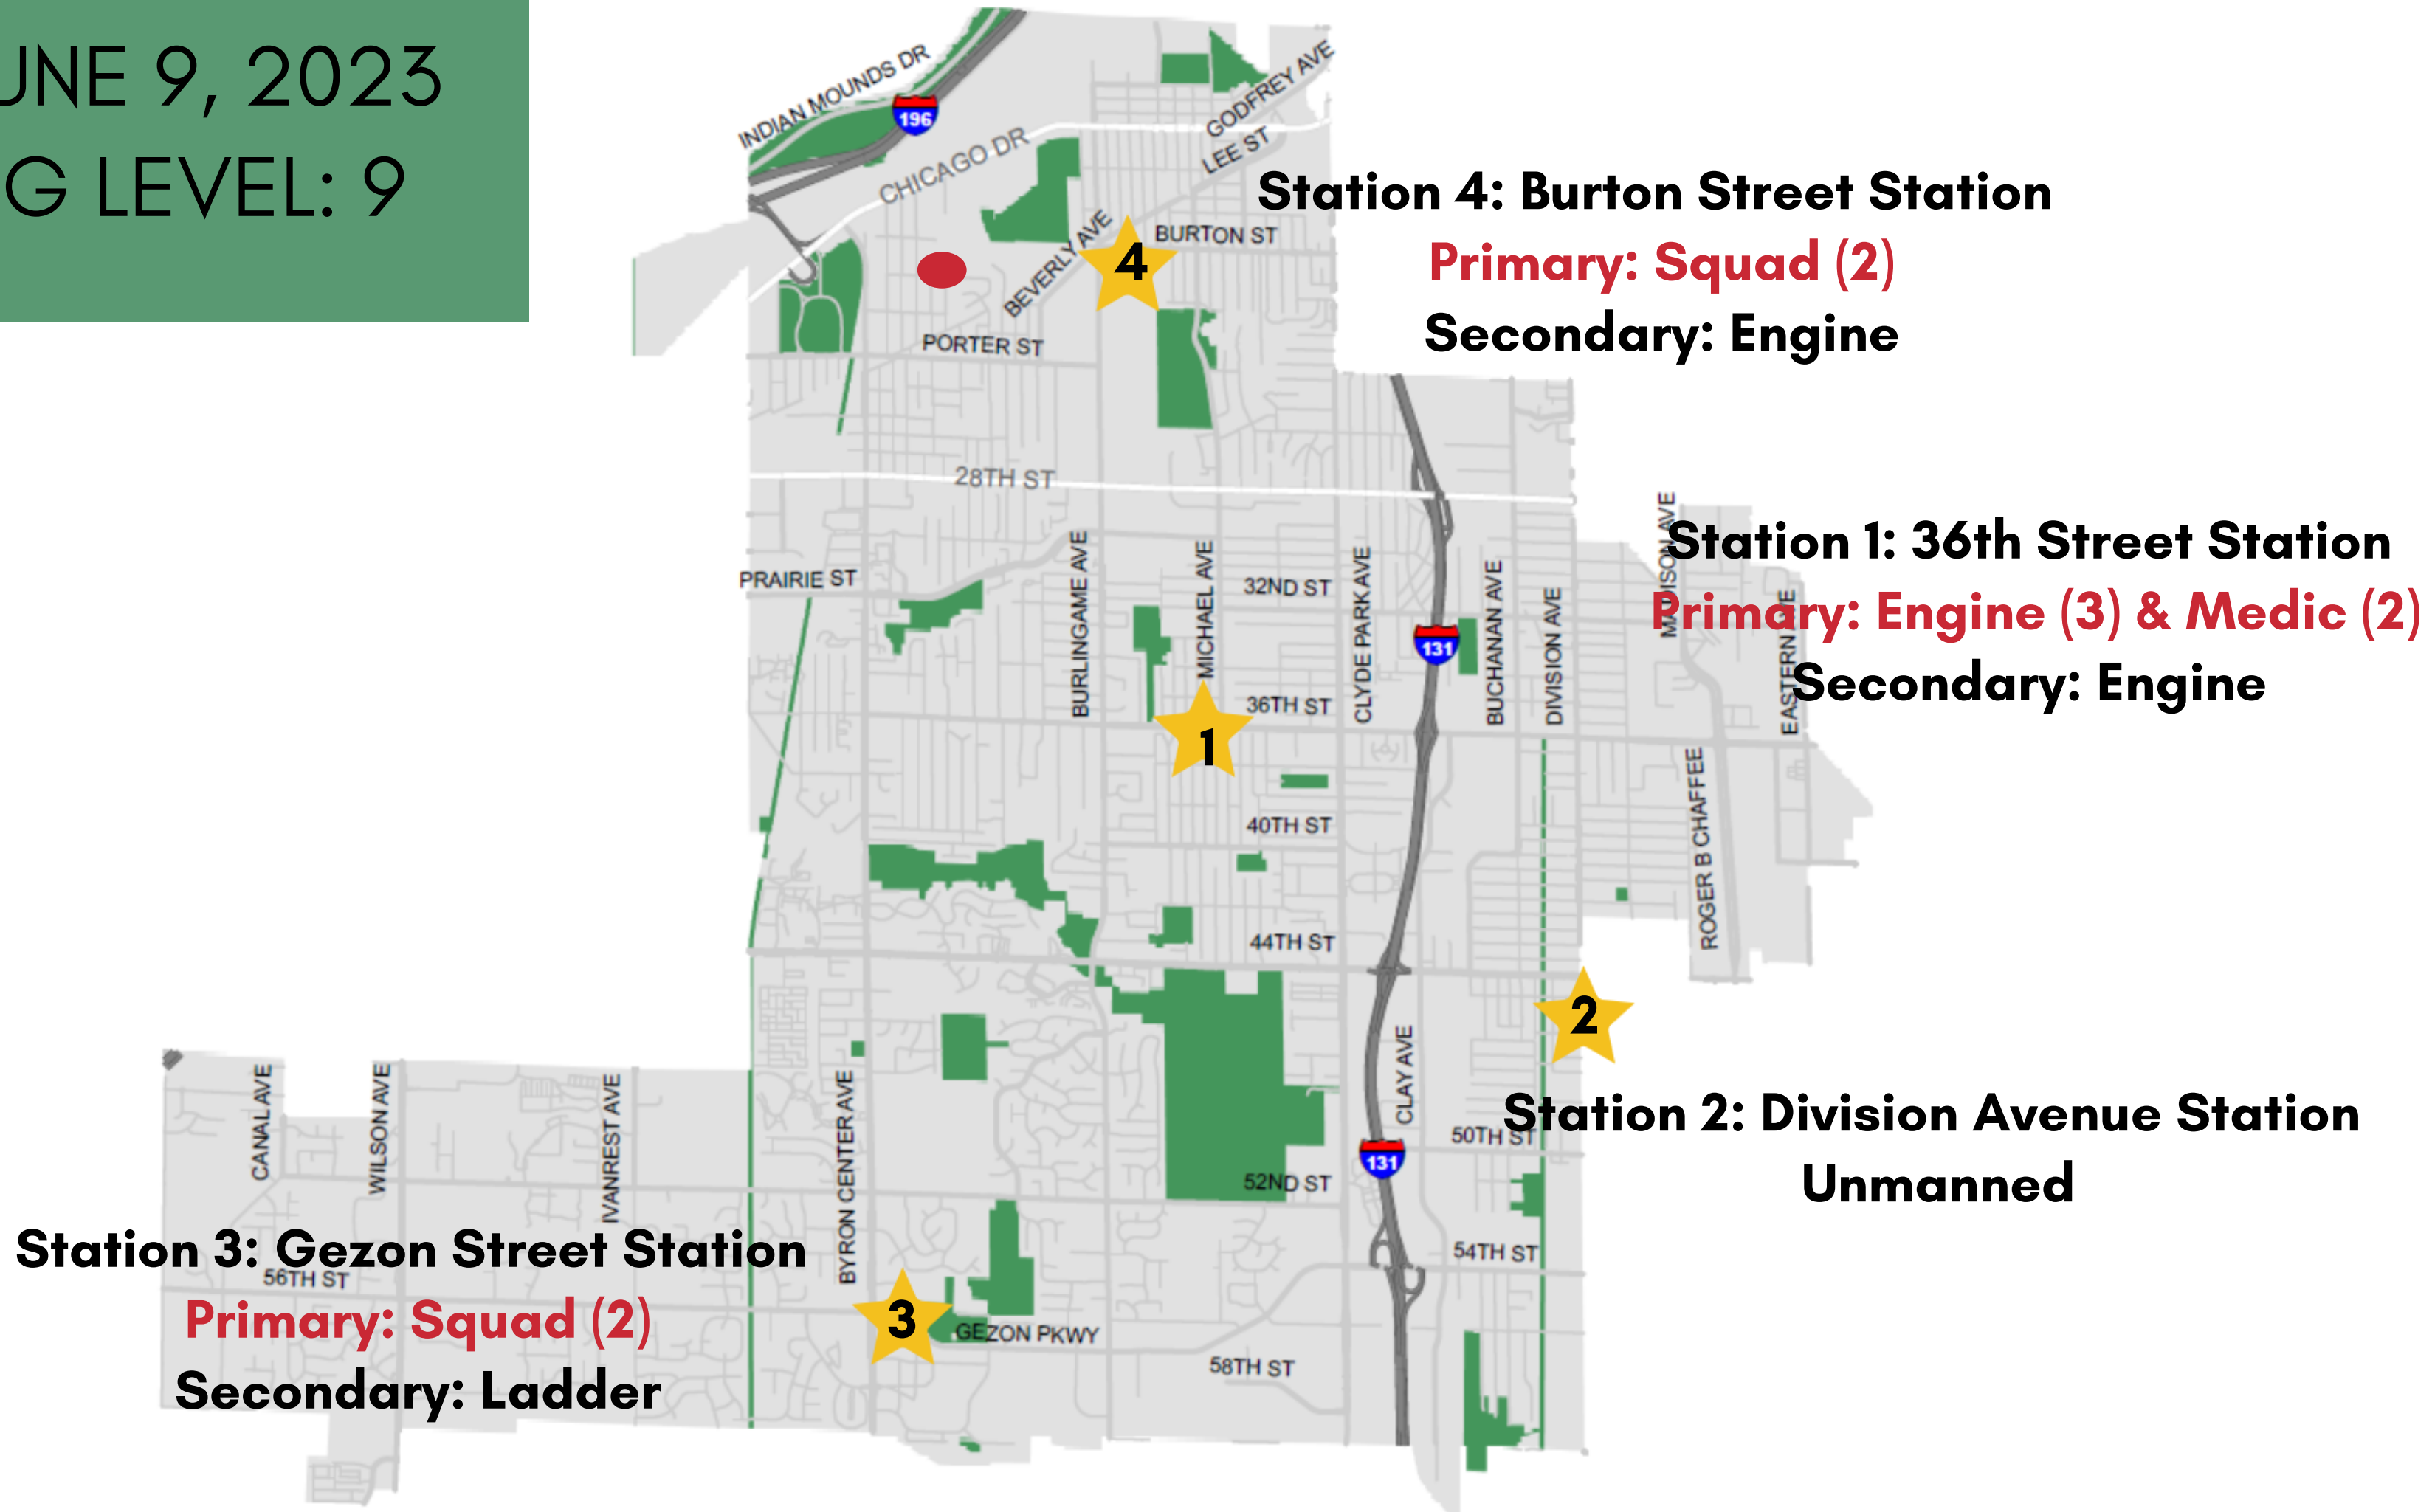 UNE 9, 2023
G LEVEL: 9
INDIAN MOUNDS DR
196
CHICAGO DR
GODFREY AVE
LEE ST
BEVERLY AVE
BURTON ST
4
Station 4: Burton Street Station
Primary: Squad (2)
Secondary: Engine
PORTER ST
28TH ST
PRAIRIE ST
BURLINGAME AVE
MICHAEL AVE
32ND ST
CLYDE PARK AVE
131
BUCHANAN AVE
DIVISION AVE
MADISON AVE
EASTERN AVE
Station 1: 36th Street Station
Primary: Engine (3) & Medic (2)
Secondary: Engine
36TH ST
1
40TH ST
ROGER B CHAFFEE
44TH ST
2
Station 2: Division Avenue Station
Unmanned
CLAY AVE
50TH ST
131
52ND ST
54TH ST
CANAL AVE
WILSON AVE
IVANREST AVE
BYRON CENTER AVE
Station 3: Gezon Street Station
56TH ST
Primary: Squad (2)
Secondary: Ladder
3
GEZON PKWY
58TH ST